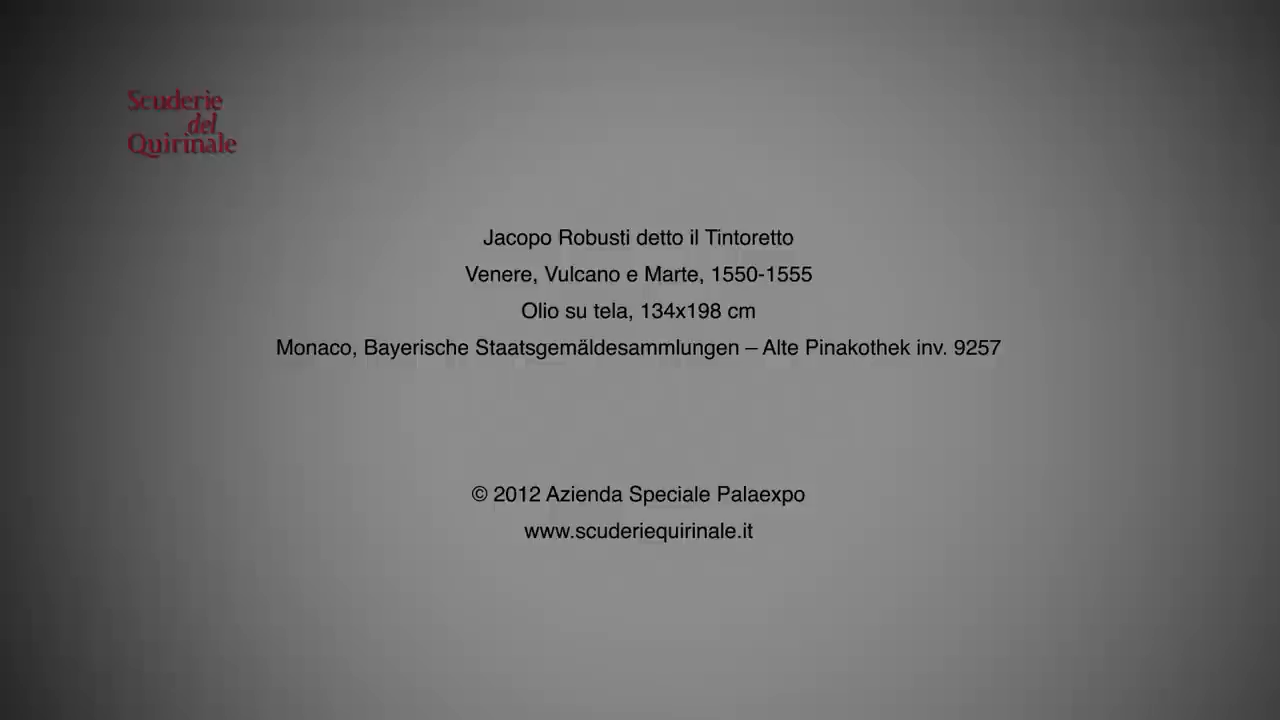 Scuderie
del
Quirinale
Jacopo Robusti detto il Tintoretto
Venere, Vulcano e Marte, 1550-1555
Olio su tela, 134x198 cm
Monaco, Bayerische Staatsgemäldesammlungen – Alte Pinakothek inv. 9257
© 2012 Azienda Speciale Palaexpo
www.scuderiequirinale.it